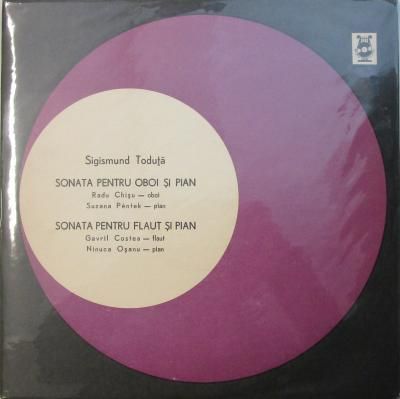 Sigismund Toduță
SONATA PENTRU OBOI ȘI PIAN
Radu Chișu — oboi
Suzana Péntek — pian
SONATA PENTRU FLAUT ȘI PIAN
Gavril Costea — flaut
Ninuca Oșanu — pian